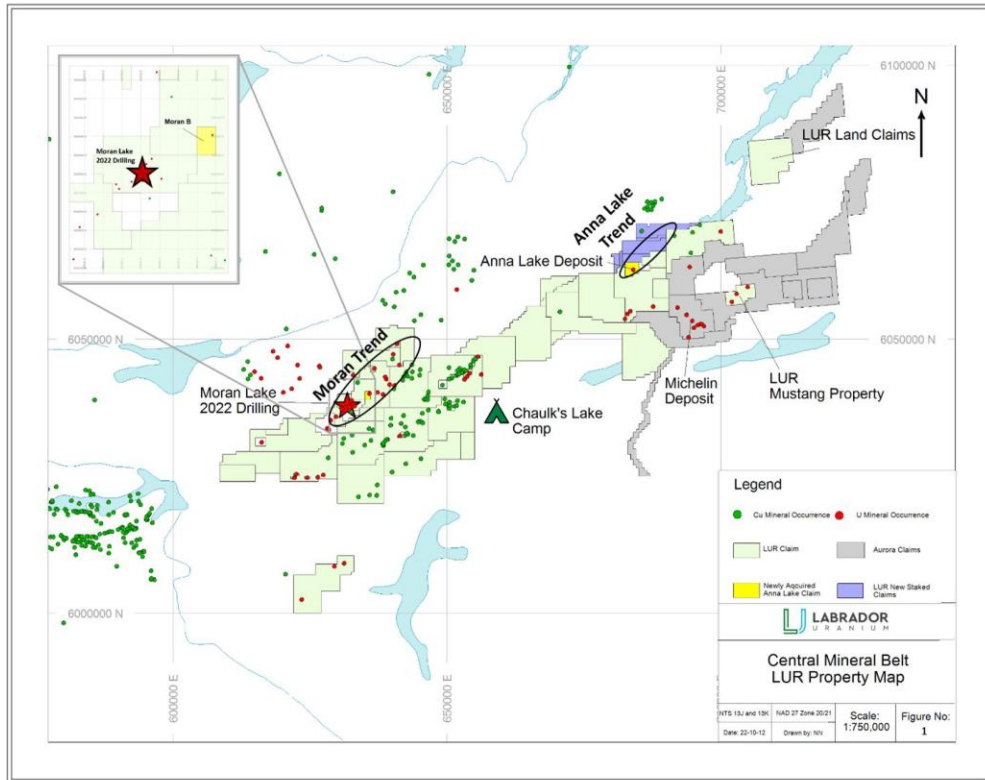 6100000 N
650000 E
700000 E
N
LUR Land Claims
Moran B
Moran Lake
2022 Drilling
Anna Lake
Trend
Anna Lake Deposit
6050000 N
6050000 N
Moran Trend
Moran Lake
2022 Drilling
Chaulk's Lake
Camp
Michelin
Deposit
LUR
Mustang Property
Legend
Cu Mineral Occurrence
U Mineral Occurrence
LUR Claim
Aurora Claims
Newly Aqcuired
Anna Lake Claim
LUR New Staked
Claims
6000000 N
LABRADOR
URANIUM
Central Mineral Belt
LUR Property Map
600000 E
650000 E
NTS 13J and 13K
NAD 27 Zone 20/21
Scale:
1:750,000
Figure No:
1
Date: 22-10-12
Drawn by: NN